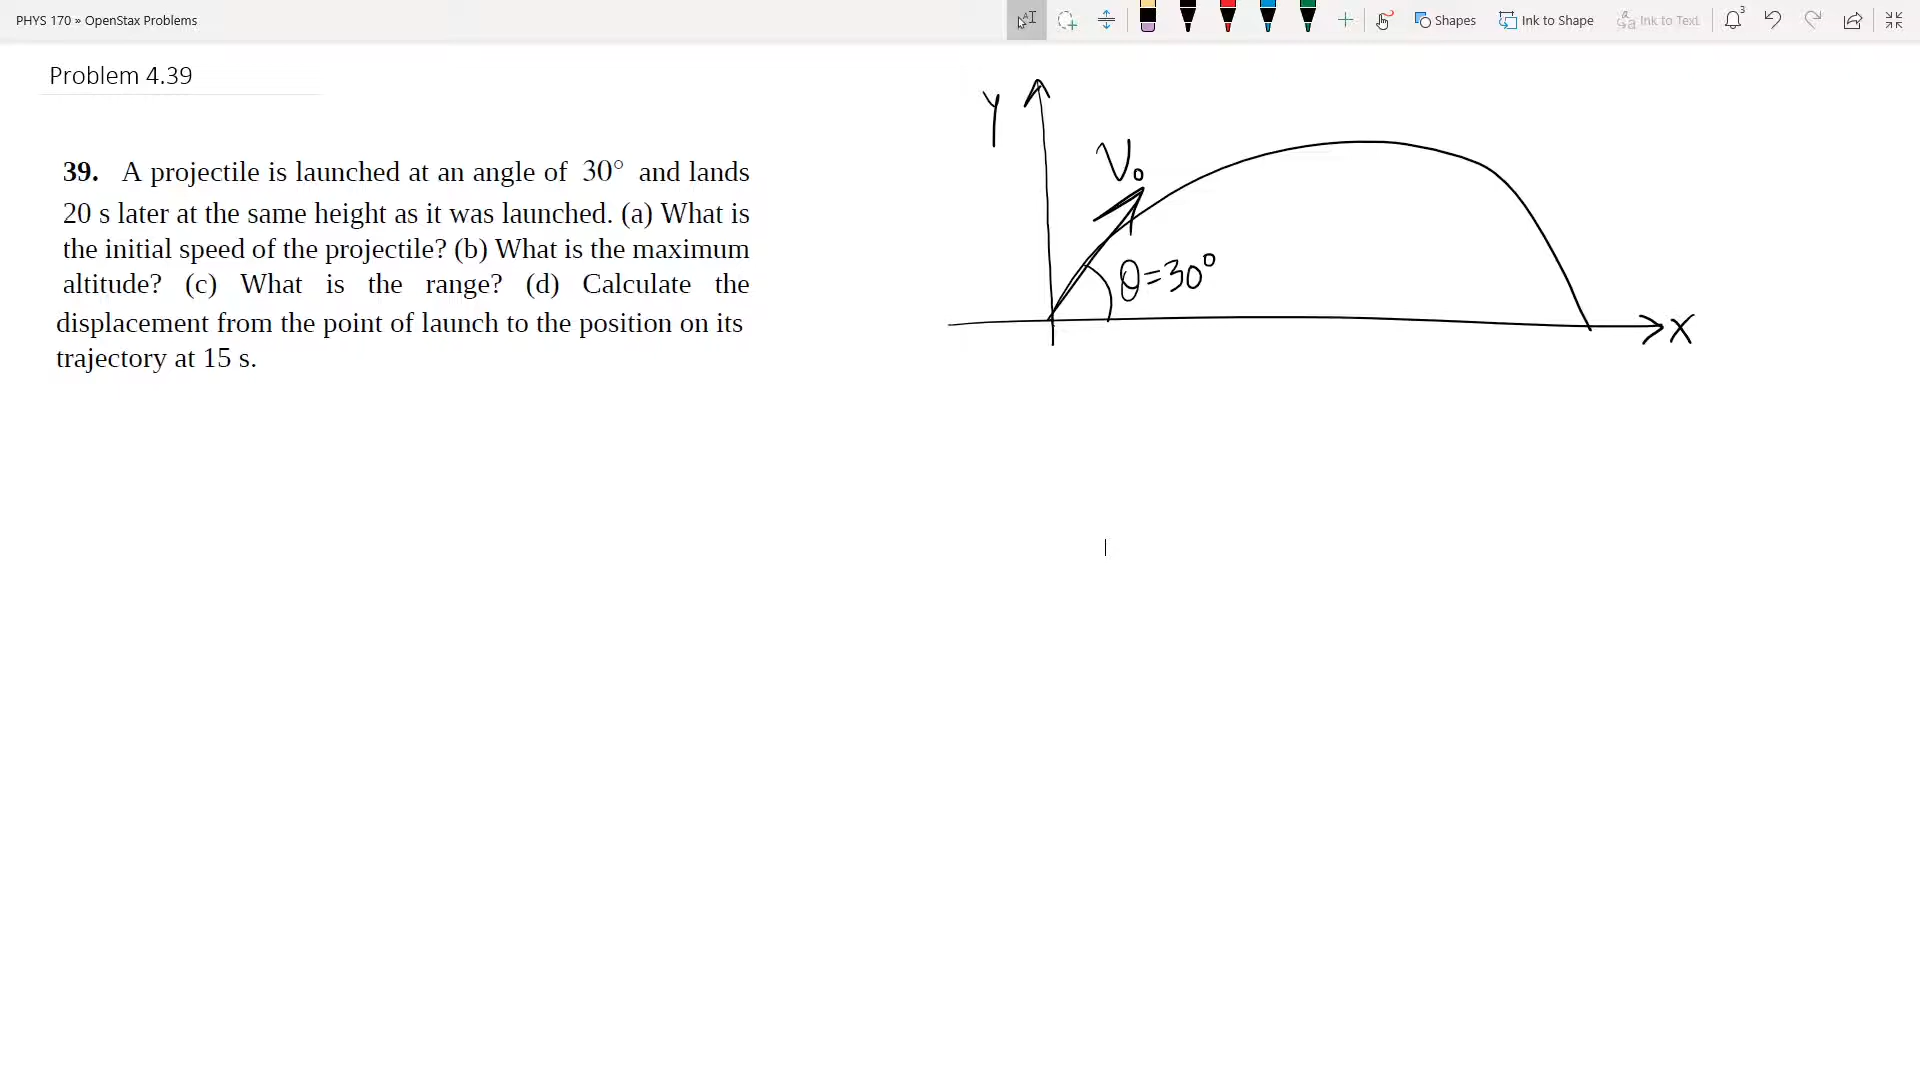 PHYS 170 » OpenStax Problems
Shapes
Ink to Shape
Ink to Text
3
Problem 4.39
39. A projectile is launched at an angle of 30° and lands
20 s later at the same height as it was launched. (a) What is
the initial speed of the projectile? (b) What is the maximum
altitude? (c) What is the range? (d) Calculate the
displacement from the point of launch to the position on its
trajectory at 15 s.
Y
V₀
θ=30°
X